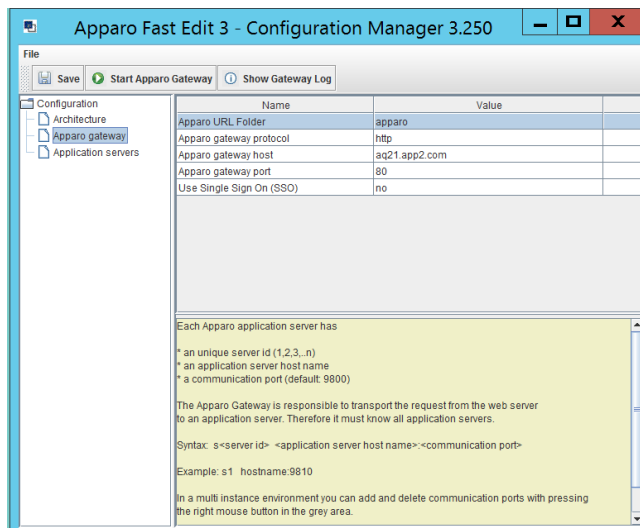 Apparo Fast Edit 3 - Configuration Manager 3.250
File
Save Start Apparo Gateway Show Gateway Log
Configuration
Architecture
Apparo gateway
Application servers
Name Value
Apparo URL Folder apparo
Apparo gateway protocol http
Apparo gateway host aq21.app2.com
Apparo gateway port 80
Use Single Sign On (SSO) no
Each Apparo application server has
* an unique server id (1,2,3,..n)
* an application server host name
* a communication port (default: 9800)
The Apparo Gateway is responsible to transport the request from the web server
to an application server. Therefore it must know all application servers.
Syntax: s<server id> <application server host name>:<communication port>
Example: s1 hostname:9810
In a multi instance environment you can add and delete communication ports with pressing
the right mouse button in the grey area.